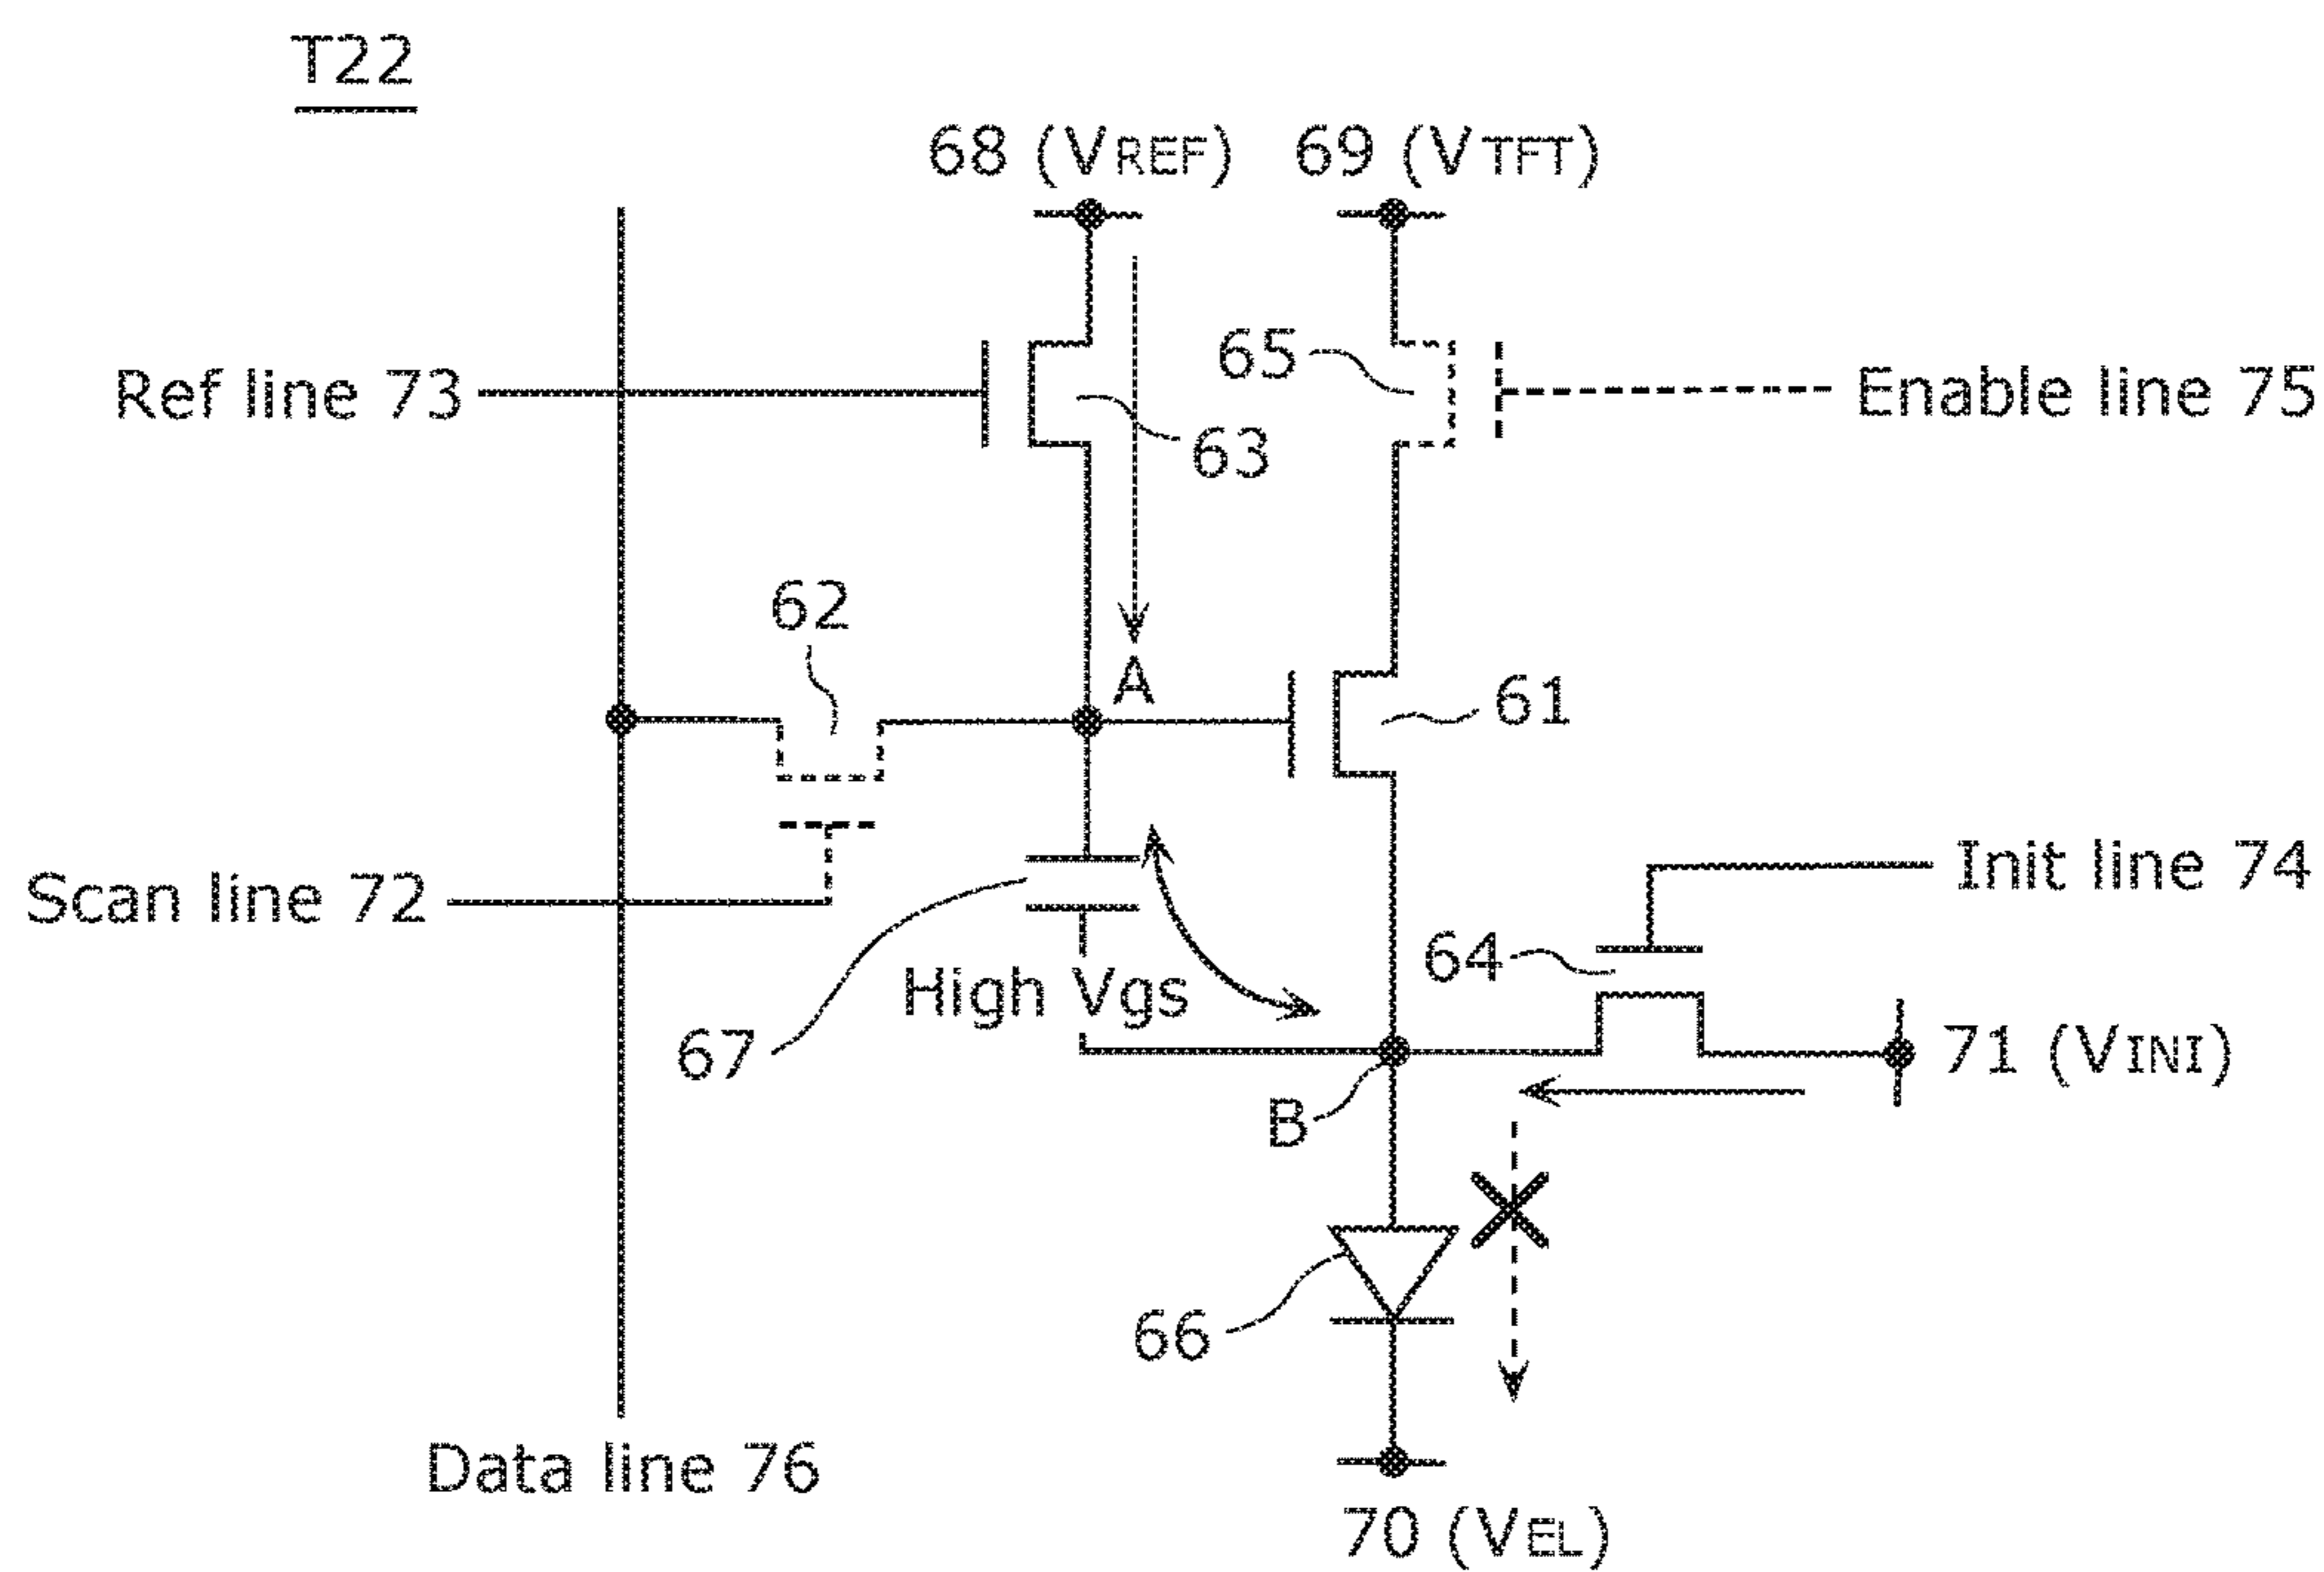 T22
68 (VREF) 69 (VTFT)
65
Ref line 73
Enable line 75
63
62
A
61
Init line 74
Scan line 72
64
High Vgs
67
71 (VINI)
B
66
Data line 76
70 (VEL)